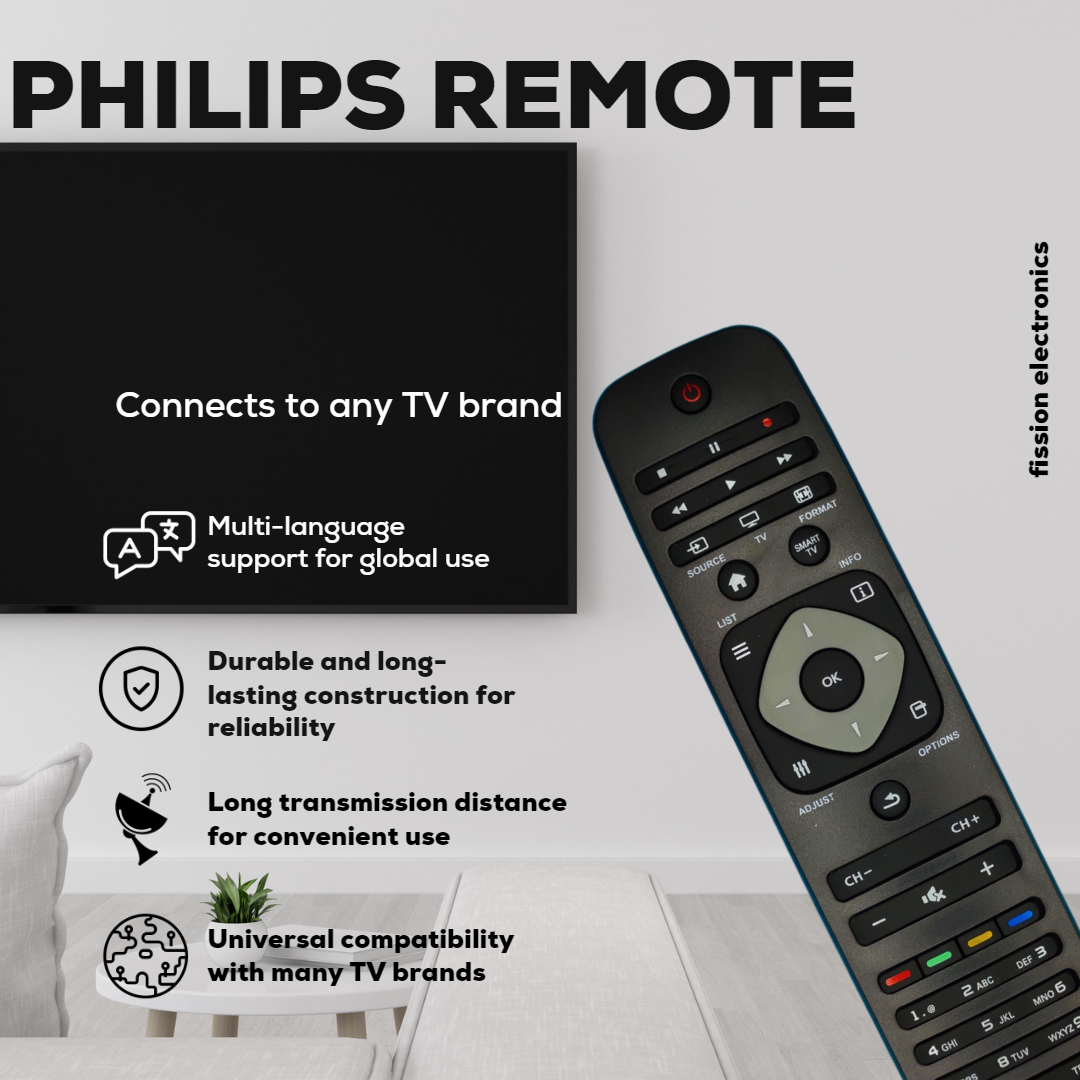 PHILIPS REMOTE
fission electronics
Connects to any TV brand
A 文
Multi-language
support for global use
Durable and long-
lasting construction for
reliability
Long transmission distance
for convenient use
Universal compatibility
with many TV brands
SOURCE
TV
FORMAT
SMART
TV
LIST
INFO
OK
ADJUST
OPTIONS
CH− CH+
− +
1.@ 2 ABC DEF 3
4 GHI 5 JKL MNO 6
8 TUV WXYZ 9